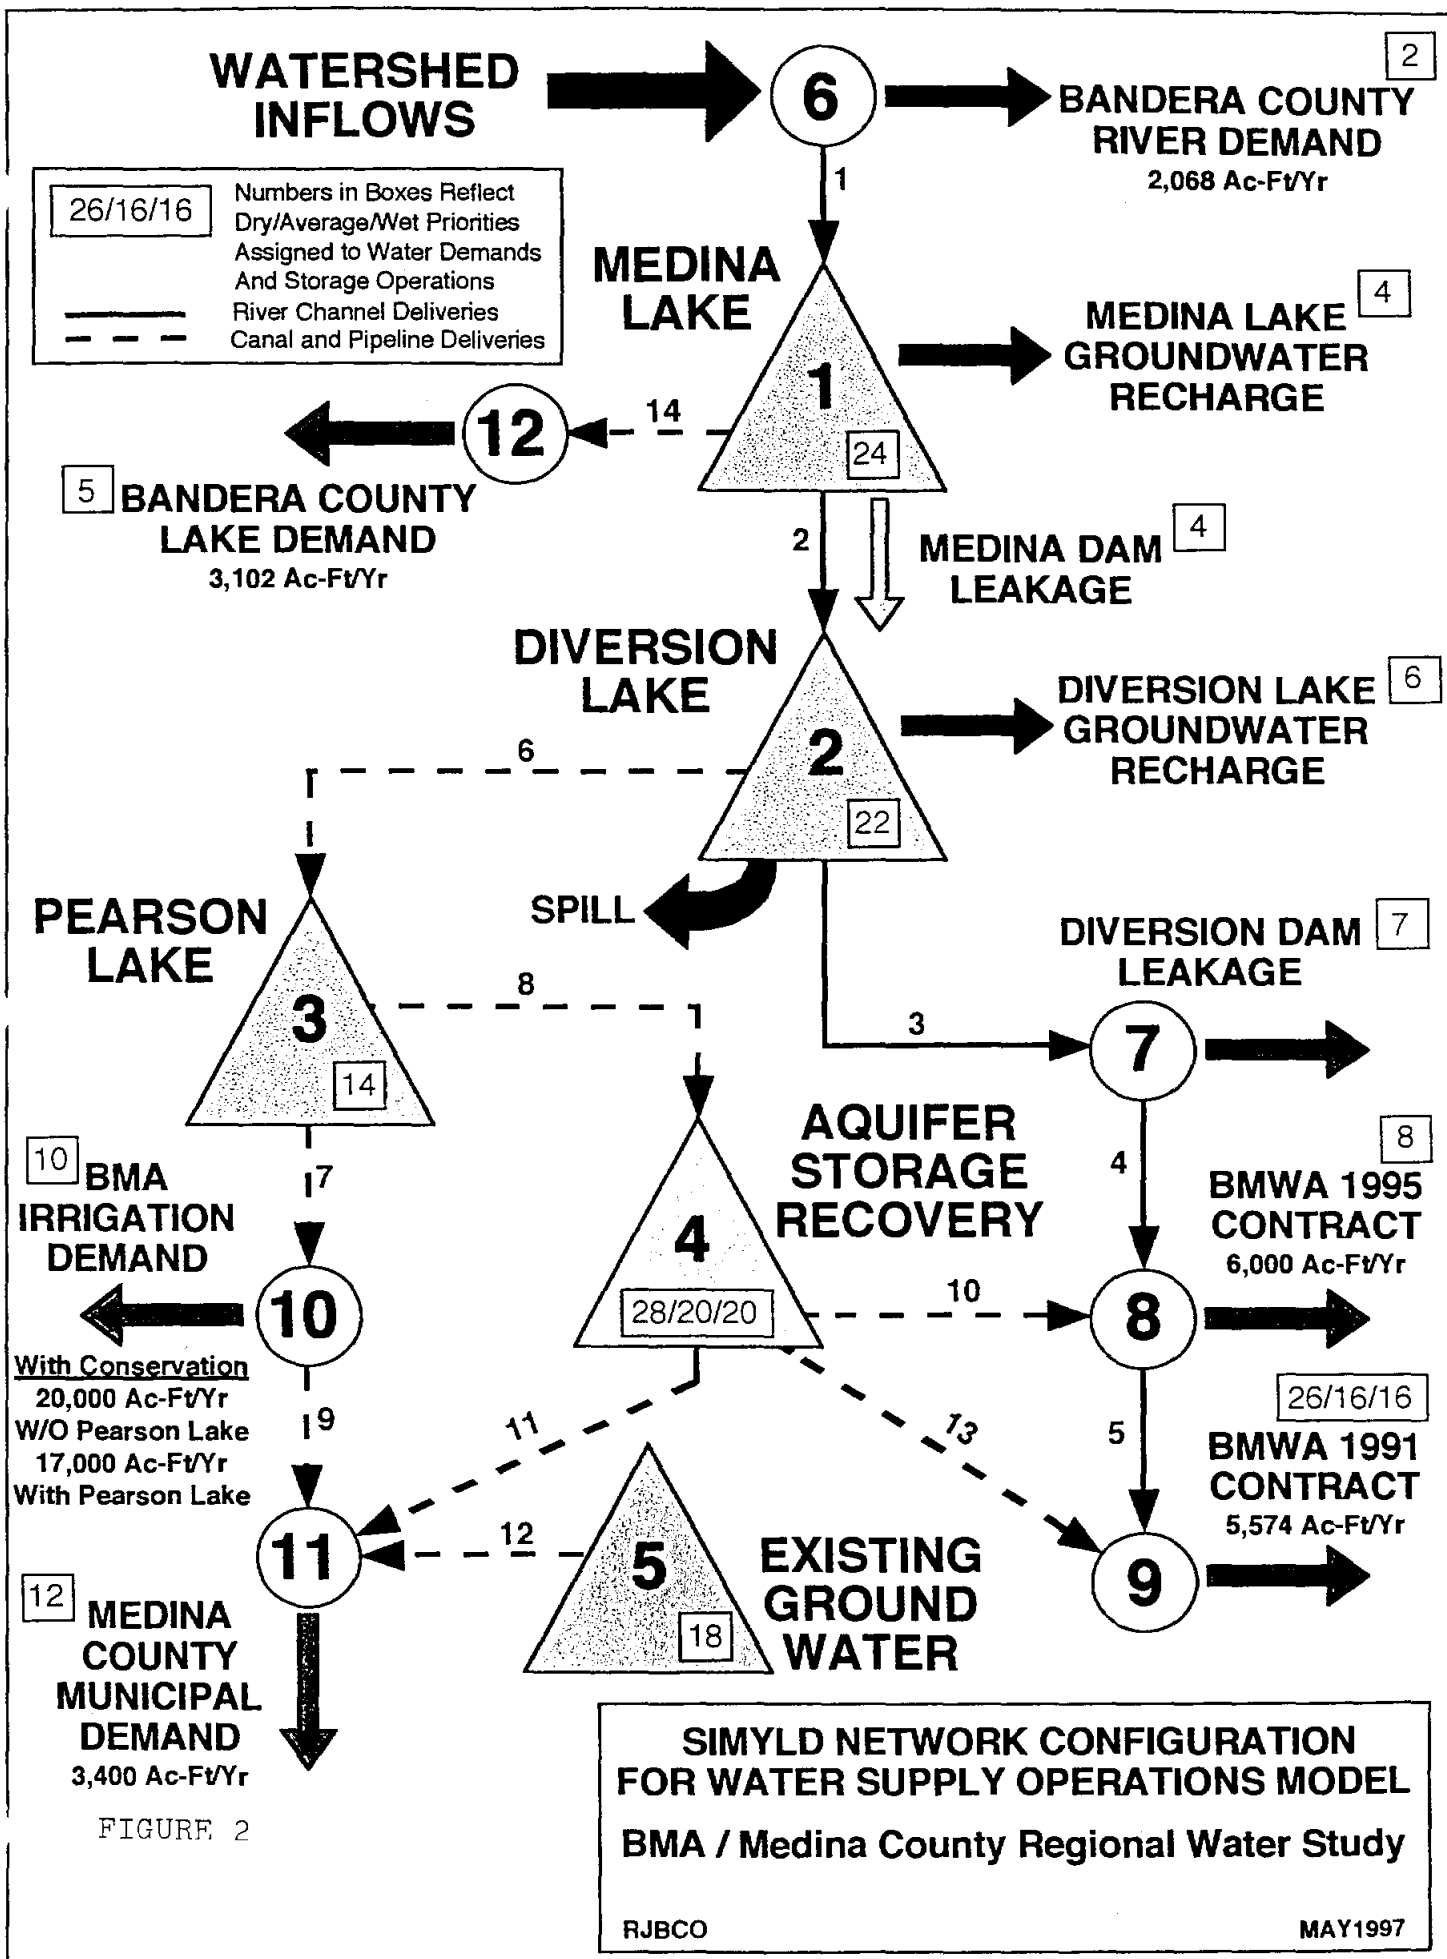 WATERSHED
INFLOWS
6
2
BANDERA COUNTY
RIVER DEMAND
2,068 Ac-Ft/Yr
1
26/16/16
Numbers in Boxes Reflect
Dry/Average/Wet Priorities
Assigned to Water Demands
And Storage Operations
River Channel Deliveries
Canal and Pipeline Deliveries
MEDINA
LAKE
1
24
4
MEDINA LAKE
GROUNDWATER
RECHARGE
14
12
5
BANDERA COUNTY
LAKE DEMAND
3,102 Ac-Ft/Yr
2
4
MEDINA DAM
LEAKAGE
DIVERSION
LAKE
2
22
6
DIVERSION LAKE
GROUNDWATER
RECHARGE
6
SPILL
PEARSON
LAKE
3
14
8
7
DIVERSION DAM
LEAKAGE
3
7
4
10
BMA
IRRIGATION
DEMAND
7
10
With Conservation
20,000 Ac-Ft/Yr
W/O Pearson Lake
17,000 Ac-Ft/Yr
With Pearson Lake
9
AQUIFER
STORAGE
RECOVERY
4
28/20/20
10
8
BMWA 1995
CONTRACT
6,000 Ac-Ft/Yr
8
5
26/16/16
BMWA 1991
CONTRACT
5,574 Ac-Ft/Yr
9
11
13
12
11
5
18
EXISTING
GROUND
WATER
12
MEDINA
COUNTY
MUNICIPAL
DEMAND
3,400 Ac-Ft/Yr
FIGURE 2
SIMYLD NETWORK CONFIGURATION
FOR WATER SUPPLY OPERATIONS MODEL
BMA / Medina County Regional Water Study
RJBCO
MAY1997